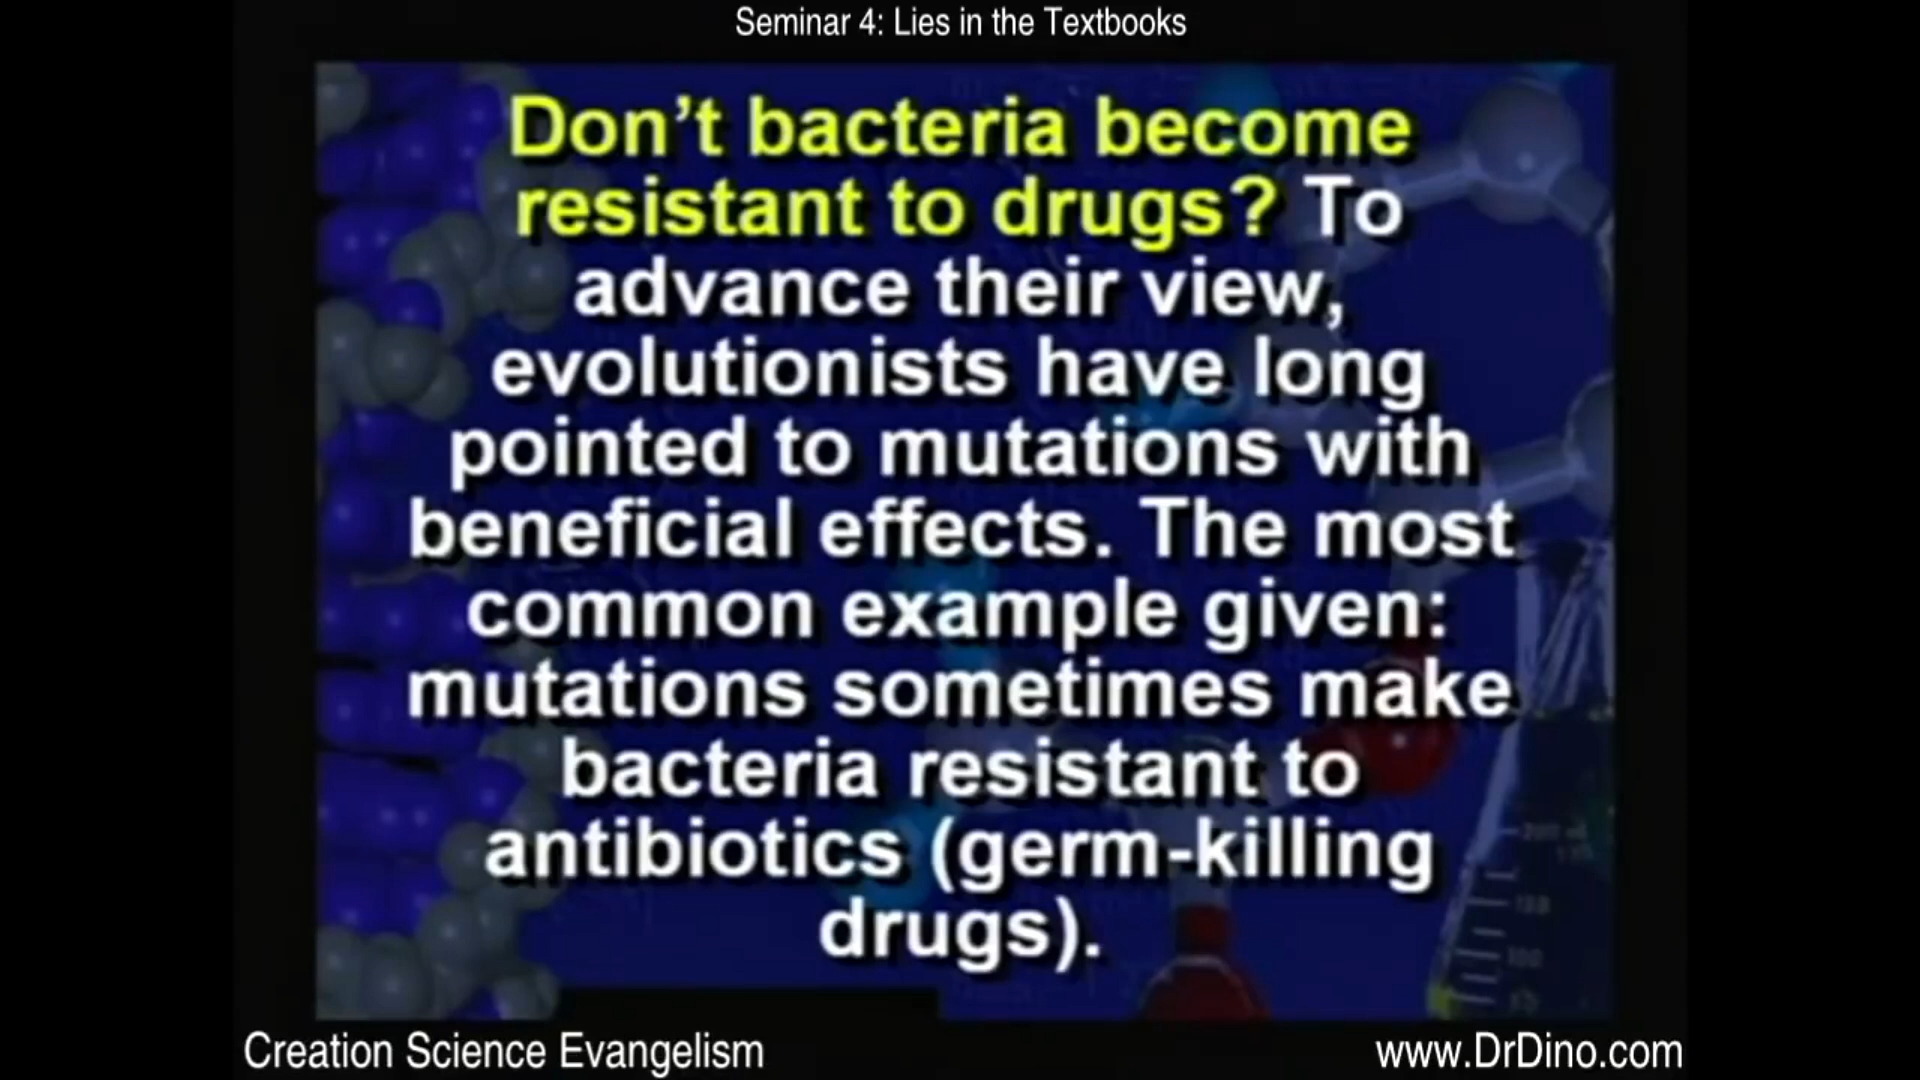 Seminar 4: Lies in the Textbooks
Don't bacteria become
resistant to drugs? To
advance their view,
evolutionists have long
pointed to mutations with
beneficial effects. The most
common example given:
mutations sometimes make
bacteria resistant to
antibiotics (germ-killing
drugs).
Creation Science Evangelism
www.DrDino.com